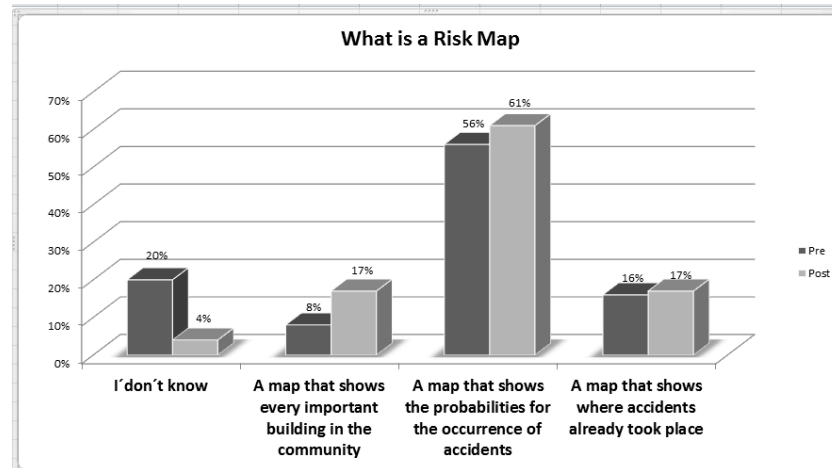 What is a Risk Map
70%
60%
50%
40%
30%
20%
10%
0%
20%
4%
8%
17%
56%
61%
16%
17%
Pre
Post
I´don´t know
A map that shows
every important
building in the
community
A map that shows
the probabilities for
the occurrence of
accidents
A map that shows
where accidents
already took place